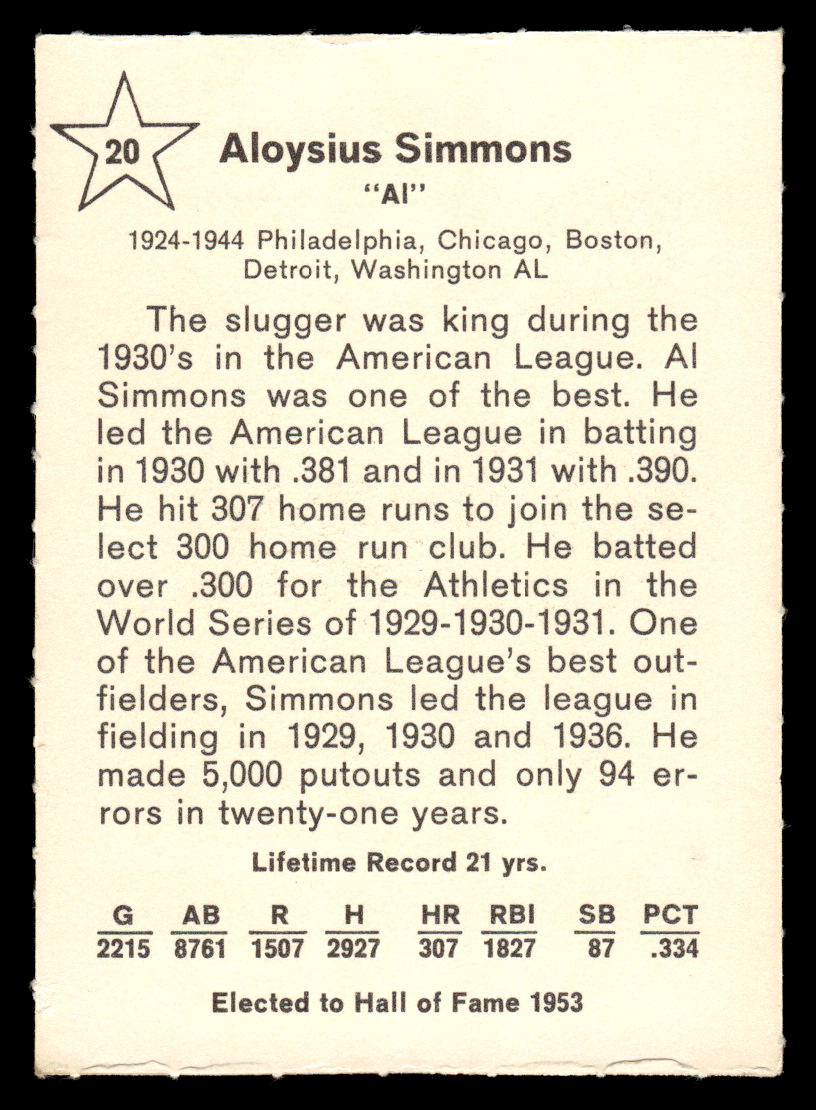 20
Aloysius Simmons
"Al"
1924-1944 Philadelphia, Chicago, Boston,
Detroit, Washington AL
The slugger was king during the
1930's in the American League. Al
Simmons was one of the best. He
led the American League in batting
in 1930 with .381 and in 1931 with .390.
He hit 307 home runs to join the se-
lect 300 home run club. He batted
over .300 for the Athletics in the
World Series of 1929-1930-1931. One
of the American League's best out-
fielders, Simmons led the league in
fielding in 1929, 1930 and 1936. He
made 5,000 putouts and only 94 er-
rors in twenty-one years.
Lifetime Record 21 yrs.
G AB R H HR RBI SB PCT
2215 8761 1507 2927 307 1827 87 .334
Elected to Hall of Fame 1953